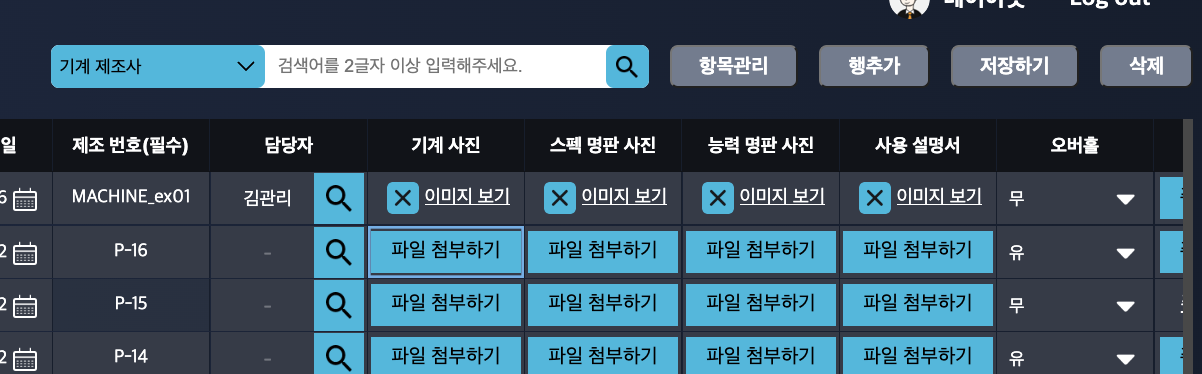 Log out
기계 제조사 검색어를 2글자 이상 입력해주세요. 항목관리 행추가 저장하기 삭제
일 제조 번호(필수) 담당자 기계 사진 스펙 명판 사진 능력 명판 사진 사용 설명서 오버홀
6 MACHINE_ex01 김관리 이미지 보기 이미지 보기 이미지 보기 이미지 보기 무
2 P-16 - 파일 첨부하기 파일 첨부하기 파일 첨부하기 파일 첨부하기 유
2 P-15 - 파일 첨부하기 파일 첨부하기 파일 첨부하기 파일 첨부하기 무
2 P-14 - 파일 첨부하기 파일 첨부하기 파일 첨부하기 파일 첨부하기 유